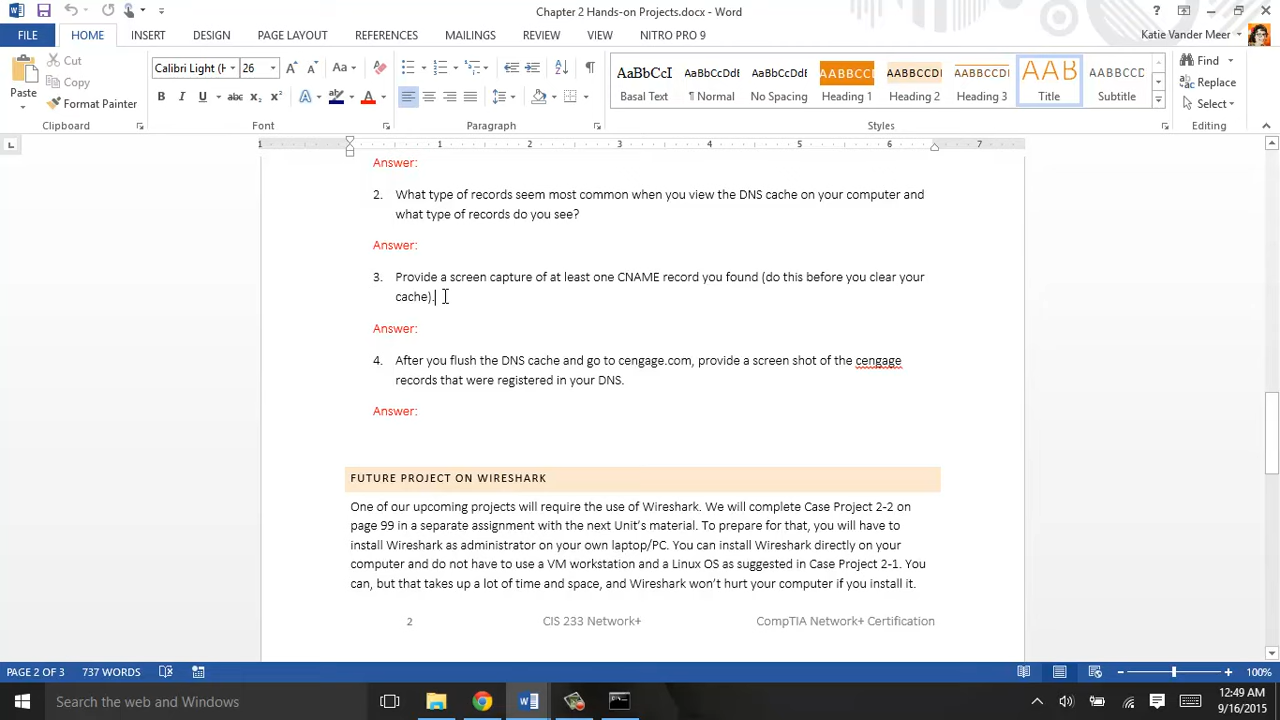 Chapter 2 Hands-on Projects.docx - Word
FILE HOME INSERT DESIGN PAGE LAYOUT REFERENCES MAILINGS REVIEW VIEW NITRO PRO 9 Katie Vander Meer
Paste
Cut
Copy
Format Painter
Clipboard
Calibri Light (H 26
Font
Paragraph
AaBbCcI AaBbCcDdE AaBbCcDdE AABBCCI AABBCCDI AABBCCDI AAB AABBCCDE
Basal Text ¶ Normal No Spacing Heading 1 Heading 2 Heading 3 Title Subtitle
Styles
Find
Replace
Select
Editing
1 1 2 3 4 5 6 7
Answer:
2. What type of records seem most common when you view the DNS cache on your computer and
what type of records do you see?
Answer:
3. Provide a screen capture of at least one CNAME record you found (do this before you clear your
cache).
Answer:
4. After you flush the DNS cache and go to cengage.com, provide a screen shot of the cengage
records that were registered in your DNS.
Answer:
FUTURE PROJECT ON WIRESHARK
One of our upcoming projects will require the use of Wireshark. We will complete Case Project 2-2 on
page 99 in a separate assignment with the next Unit's material. To prepare for that, you will have to
install Wireshark as administrator on your own laptop/PC. You can install Wireshark directly on your
computer and do not have to use a VM workstation and a Linux OS as suggested in Case Project 2-1. You
can, but that takes up a lot of time and space, and Wireshark won't hurt your computer if you install it.
2 CIS 233 Network+ CompTIA Network+ Certification
PAGE 2 OF 3 737 WORDS 100%
Search the web and Windows
12:49 AM
9/16/2015